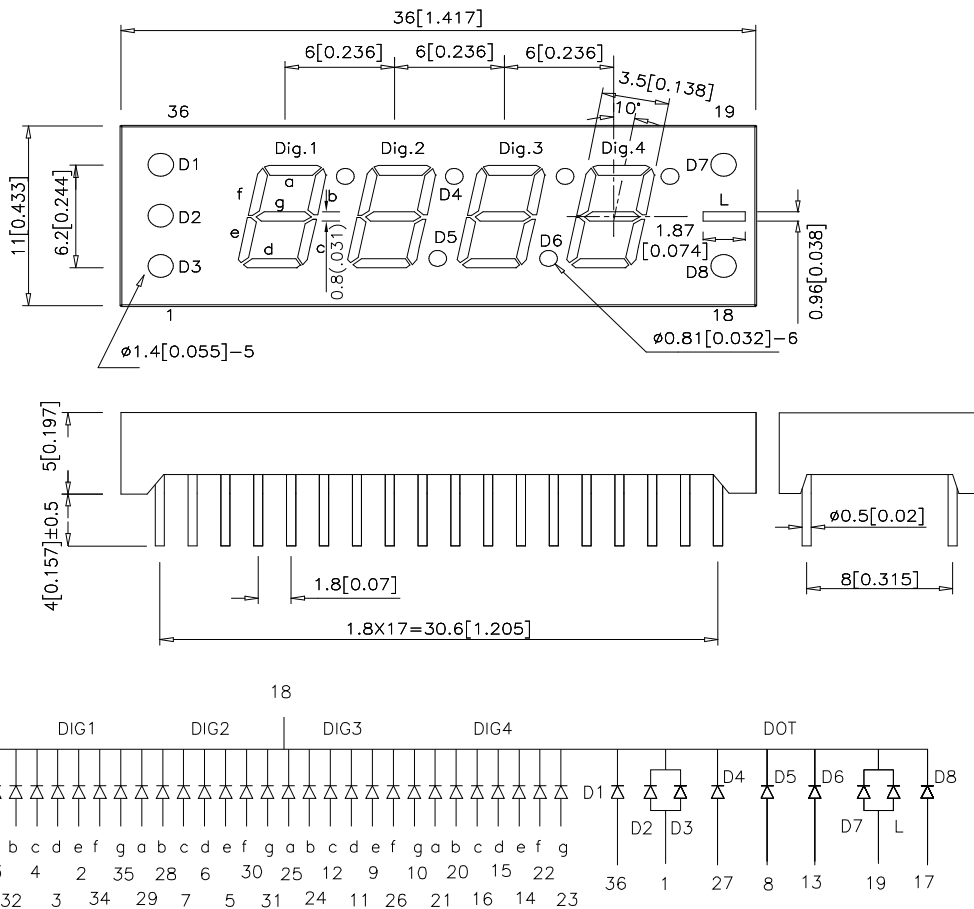 36[1.417]
6[0.236] 6[0.236] 6[0.236]
3.5[0.138]
10°
36 19
Dig.1 Dig.2 Dig.3 Dig.4
D1 D7
a
f b D4
g L
D2
11[0.433]
6.2[0.244]
e d c
0.8(.031)
D5 D6
1.87
[0.074]
D3 D8
0.96[0.038]
1 18
ø1.4[0.055]-5
ø0.81[0.032]-6
5[0.197]
4[0.157]±0.5
ø0.5[0.02]
1.8[0.07]
8[0.315]
1.8X17=30.6[1.205]
18
DIG1 DIG2 DIG3 DIG4 DOT
D1 D4 D5 D6 D8
D2 D3 D7 L
b c d e f g a b c d e f g a b c d e f g a b c d e f g
4 2 35 28 6 30 25 12 9 10 20 15 22
32 3 34 29 7 5 31 24 11 26 21 16 14 23
36 1 27 8 13 19 17